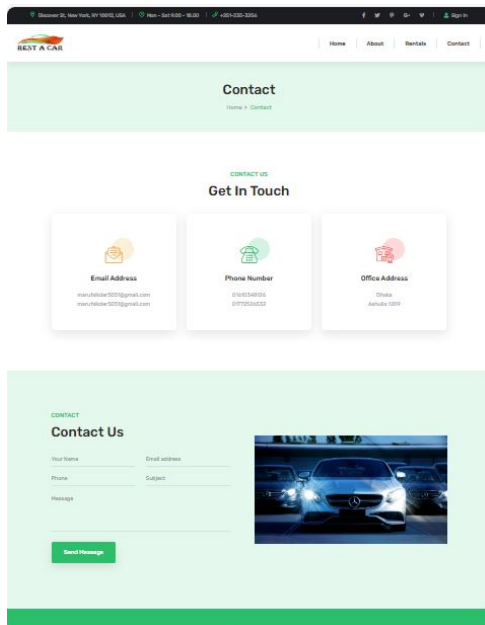 Discover St, New York, NY 10012, USA
Mon - Sat 8.00 - 18.00
Sign in
RENT A CAR
Home
About
Rentals
Contact
Contact
Home > Contact
CONTACT US
Get In Touch
Email Address
Phone Number
01770536532
Office Address
Dhaka
CONTACT
Contact Us
Your Name
Email address
Phone
Subject
Message
Send Message